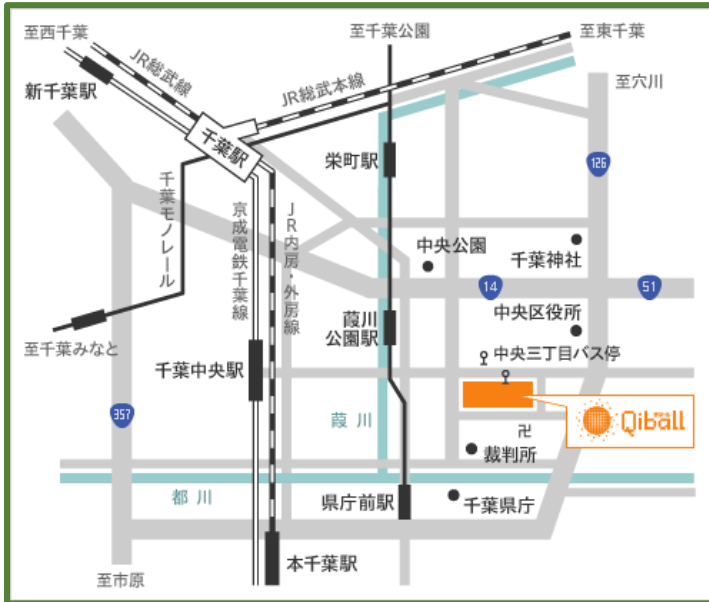 至西千葉
至千葉公園
至東千葉
JR総武線
JR総武本線
新千葉駅
至穴川
千葉駅
栄町駅
126
千葉モノレール
京成電鉄千葉線
JR内房・外房線
中央公園
千葉神社
14
51
葭川
公園駅
中央区役所
至千葉みなと
千葉中央駅
中央三丁目バス停
357
葭川
Qiball
卍
裁判所
都川
県庁前駅
千葉県庁
本千葉駅
至市原